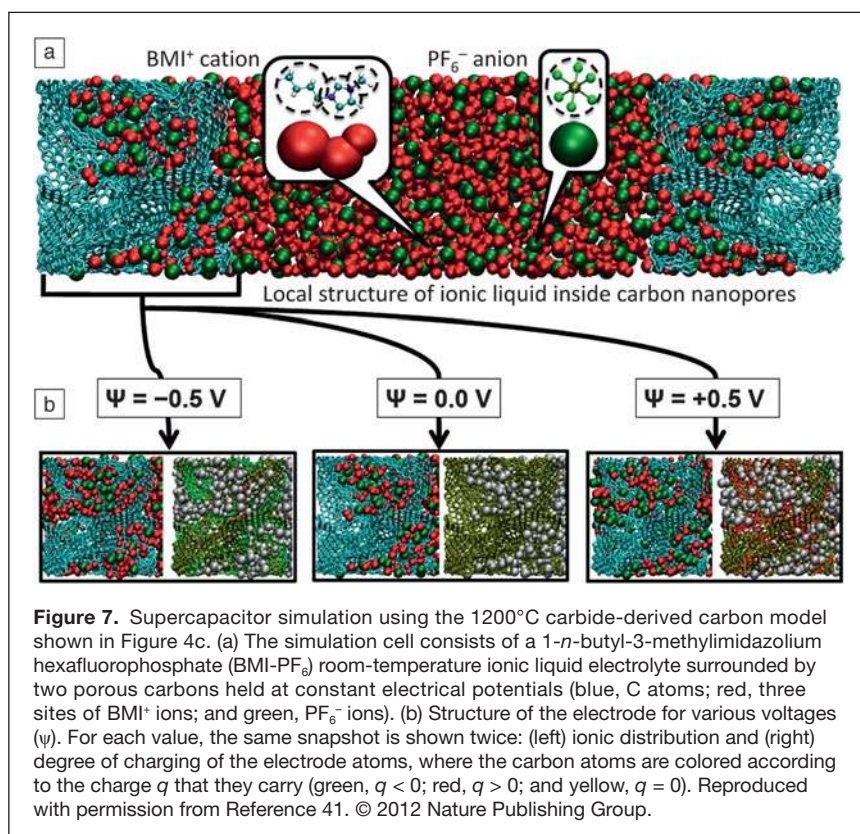 a
BMI⁺ cation
PF₆⁻ anion
Local structure of ionic liquid inside carbon nanopores
b
Ψ = −0.5 V
Ψ = 0.0 V
Ψ = +0.5 V
Figure 7. Supercapacitor simulation using the 1200°C carbide-derived carbon model
shown in Figure 4c. (a) The simulation cell consists of a 1-n-butyl-3-methylimidazolium
hexafluorophosphate (BMI-PF₆) room-temperature ionic liquid electrolyte surrounded by
two porous carbons held at constant electrical potentials (blue, C atoms; red, three
sites of BMI⁺ ions; and green, PF₆⁻ ions). (b) Structure of the electrode for various voltages
(ψ). For each value, the same snapshot is shown twice: (left) ionic distribution and (right)
degree of charging of the electrode atoms, where the carbon atoms are colored according
to the charge q that they carry (green, q < 0; red, q > 0; and yellow, q = 0). Reproduced
with permission from Reference 41. © 2012 Nature Publishing Group.